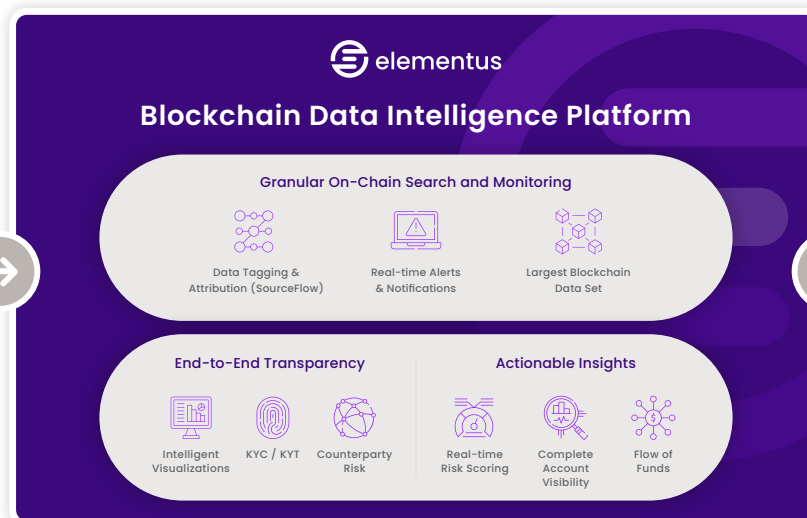 elementus
Blockchain Data Intelligence Platform
Granular On-Chain Search and Monitoring
Data Tagging &
Attribution (SourceFlow)
Real-time Alerts
& Notifications
Largest Blockchain
Data Set
End-to-End Transparency
Intelligent
Visualizations
KYC / KYT
Counterparty
Risk
Actionable Insights
Real-time
Risk Scoring
Complete
Account
Visibility
Flow of
Funds